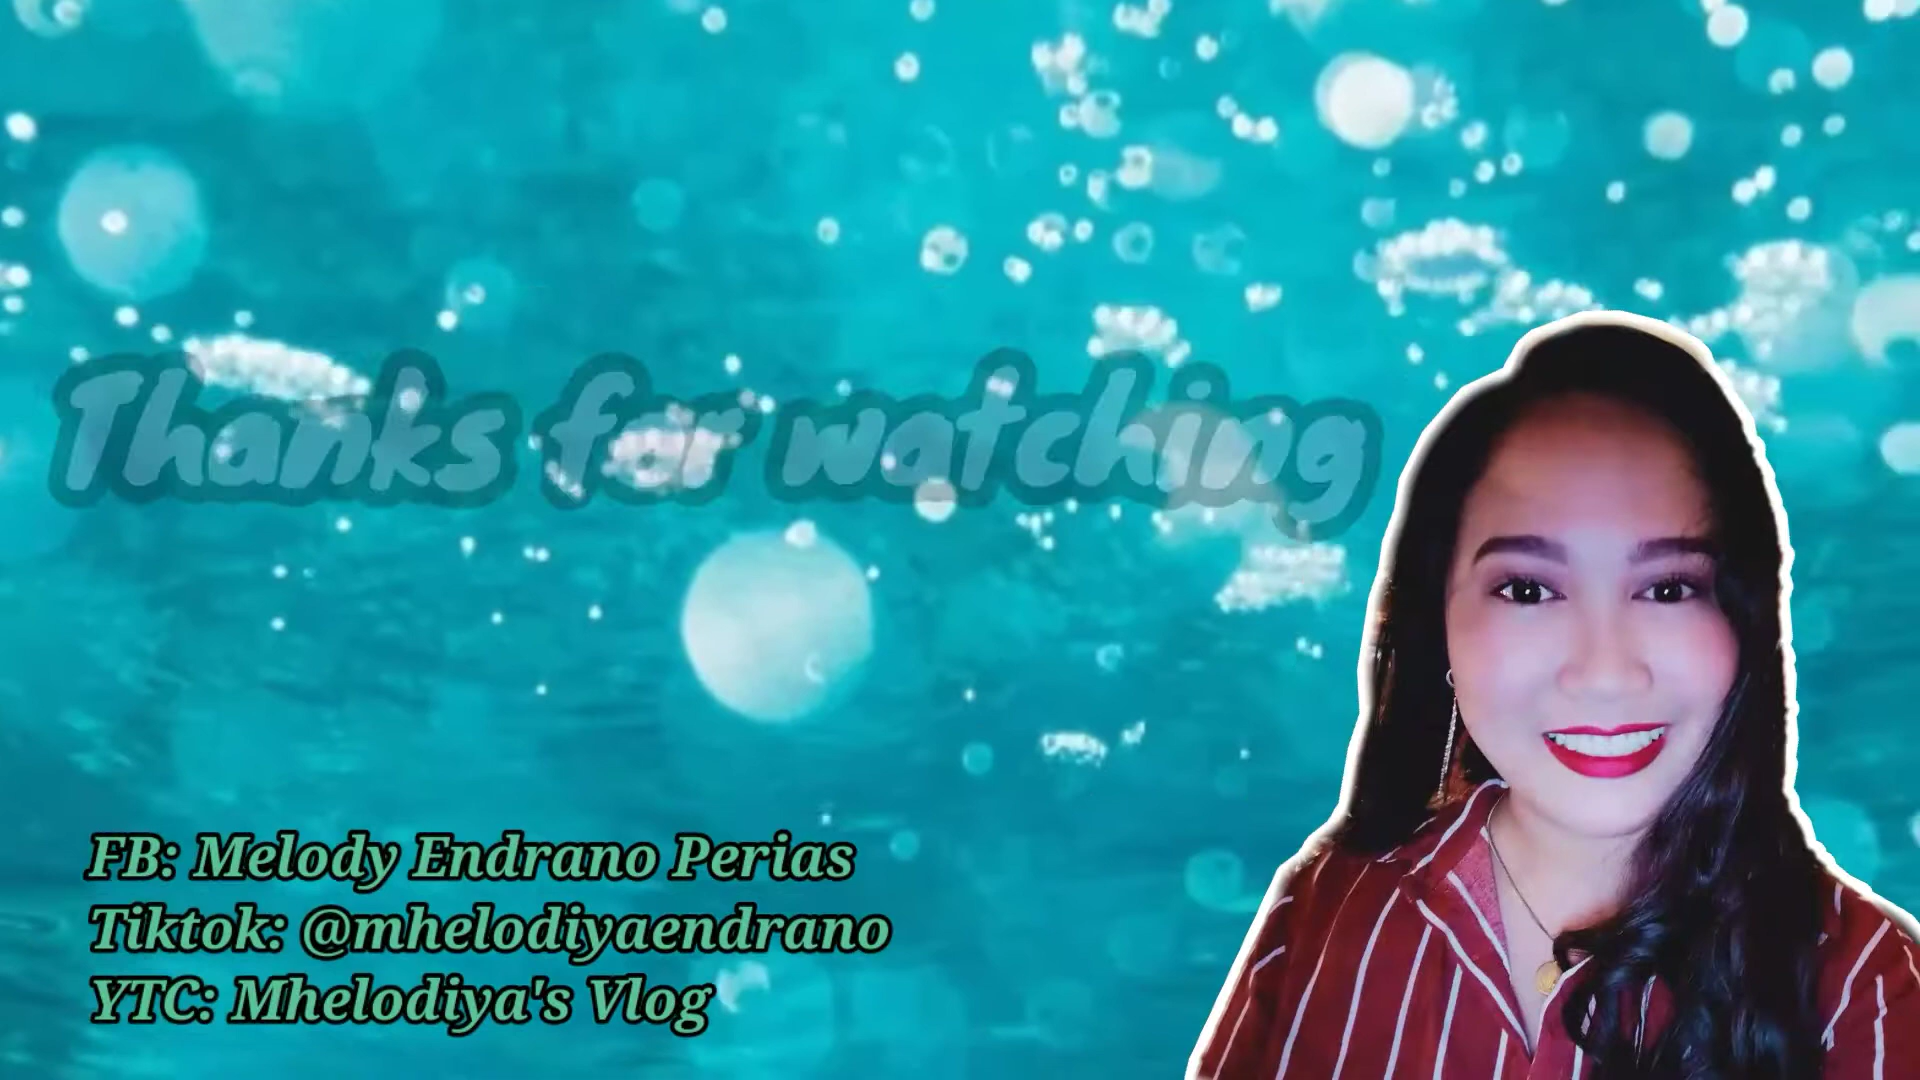 Thanks for watching
FB: Melody Endrano Perias
Tiktok: @mhelodiyaendrano
YTC: Mhelodiya's Vlog